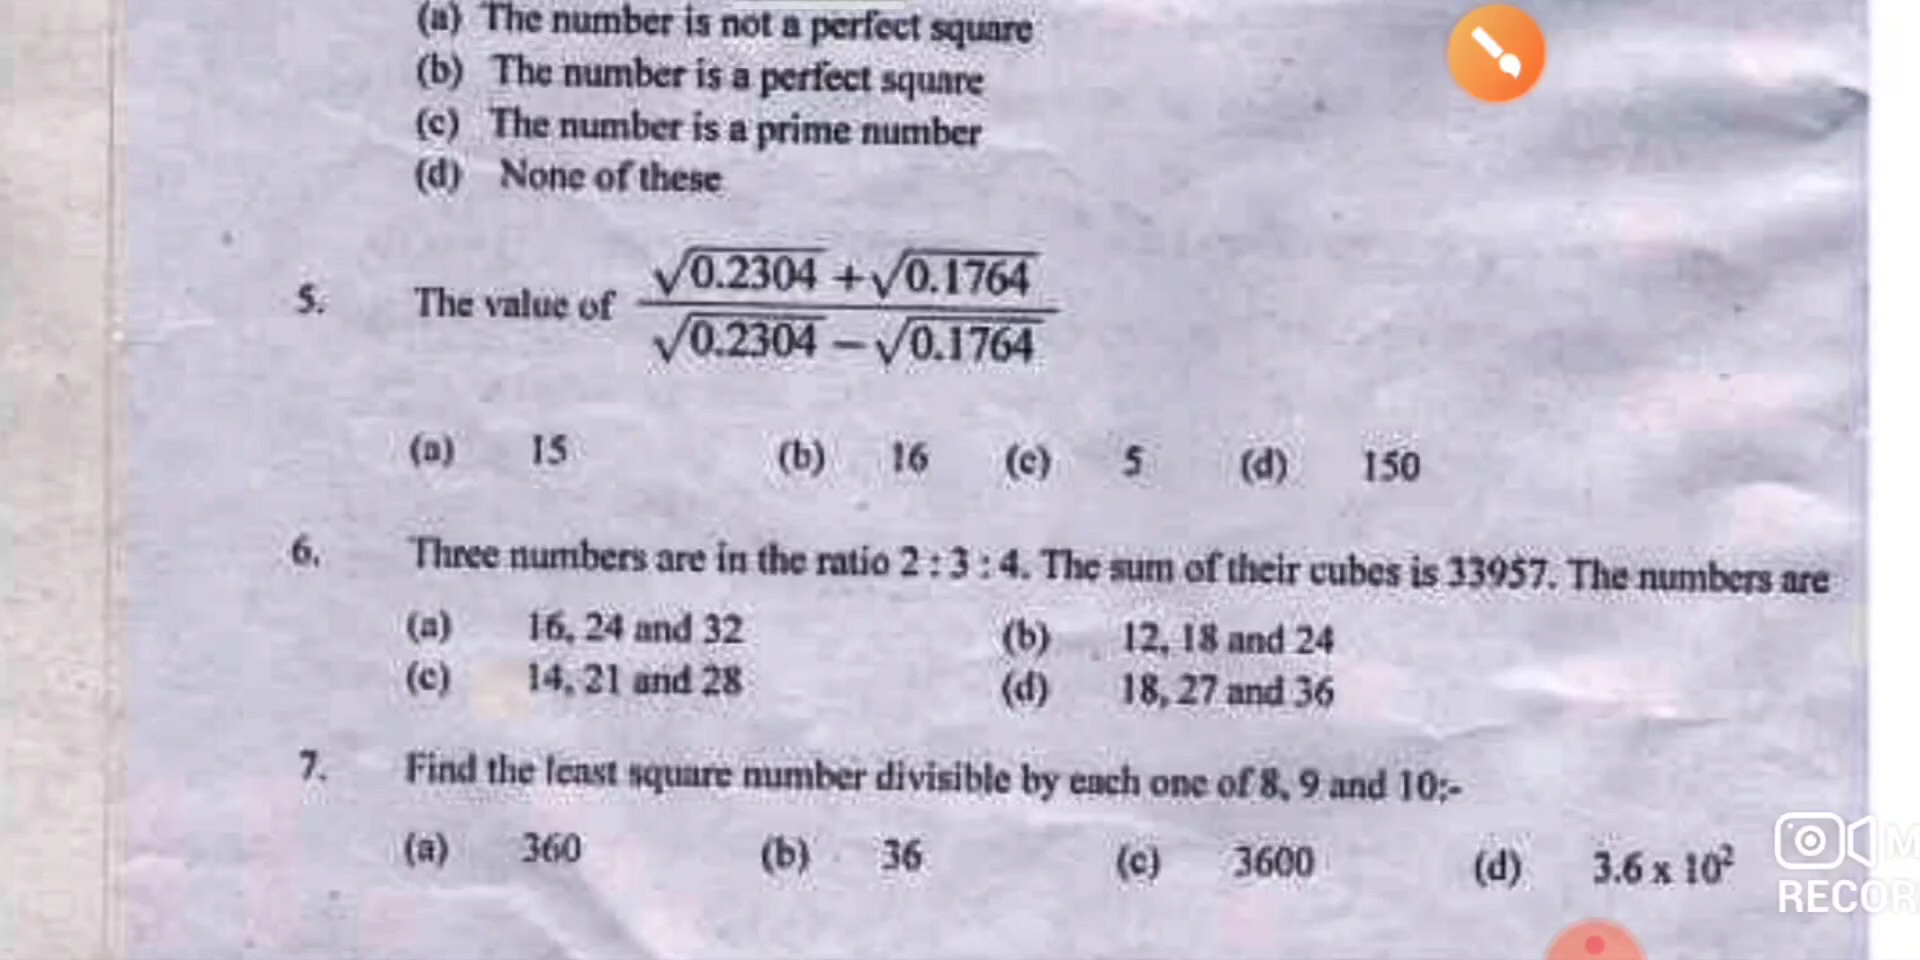 (a) The number is not a perfect square
(b) The number is a perfect square
(c) The number is a prime number
(d) None of these
5. The value of (√0.2304 + √0.1764) / (√0.2304 − √0.1764)
(a) 15 (b) 16 (c) 5 (d) 150
6. Three numbers are in the ratio 2 : 3 : 4. The sum of their cubes is 33957. The numbers are
(a) 16, 24 and 32 (b) 12, 18 and 24
(c) 14, 21 and 28 (d) 18, 27 and 36
7. Find the least square number divisible by each one of 8, 9 and 10:-
(a) 360 (b) 36 (c) 3600 (d) 3.6 x 10²
M
RECOR